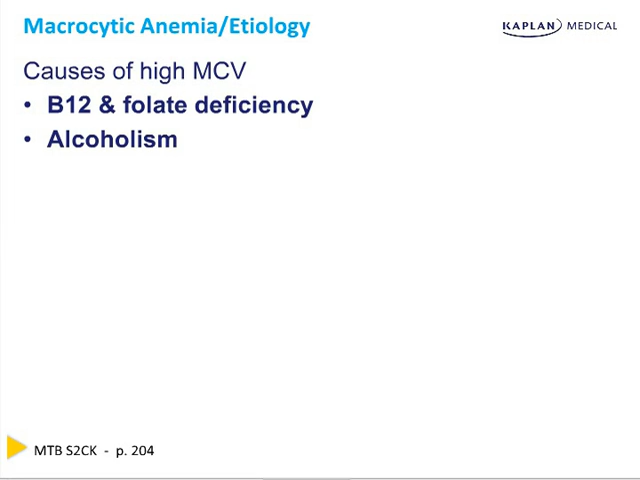 Macrocytic Anemia/Etiology
KAPLAN MEDICAL
Causes of high MCV
• B12 & folate deficiency
• Alcoholism
MTB S2CK - p. 204